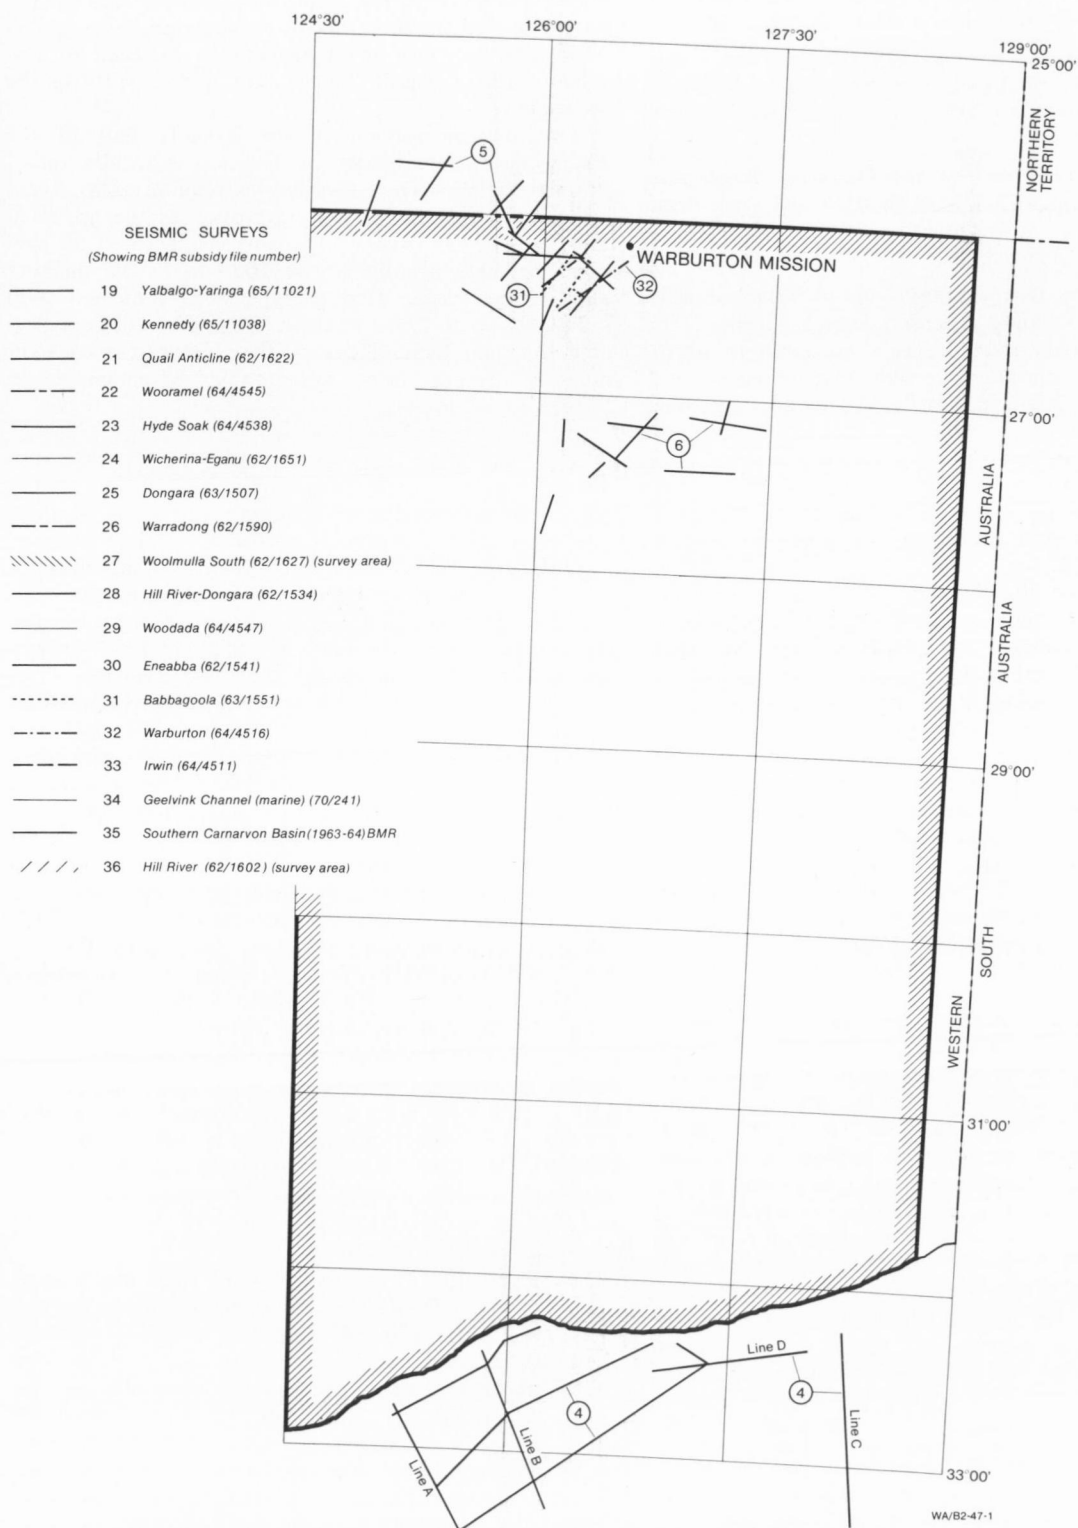 124°30'
126°00'
127°30'
129°00'
25°00'
NORTHERN
TERRITORY
5
SEISMIC SURVEYS
(Showing BMR subsidy file number)
WARBURTON MISSION
31
32
19 Yalbalgo-Yaringa (65/11021)
20 Kennedy (65/11038)
21 Quail Anticline (62/1622)
22 Wooramel (64/4545)
23 Hyde Soak (64/4538)
24 Wicherina-Eganu (62/1651)
25 Dongara (63/1507)
26 Warradong (62/1590)
27 Woolmulla South (62/1627) (survey area)
28 Hill River-Dongara (62/1534)
29 Woodada (64/4547)
30 Eneabba (62/1541)
31 Babbagoola (63/1551)
32 Warburton (64/4516)
33 Irwin (64/4511)
34 Geelvink Channel (marine) (70/241)
35 Southern Carnarvon Basin (1963-64) BMR
36 Hill River (62/1602) (survey area)
27°00'
6
AUSTRALIA
AUSTRALIA
29°00'
SOUTH
WESTERN
31°00'
Line D
4
4
Line C
Line B
Line A
33°00'
WA/B2-47-1